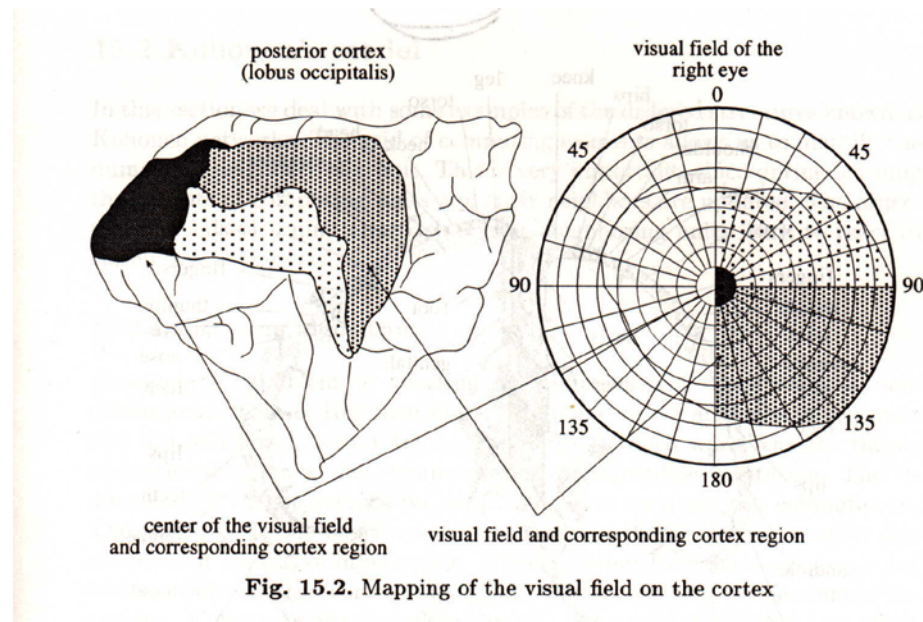 posterior cortex
(lobus occipitalis)
visual field of the
right eye
0
45
45
90
90
135
135
180
center of the visual field
and corresponding cortex region
visual field and corresponding cortex region
Fig. 15.2. Mapping of the visual field on the cortex